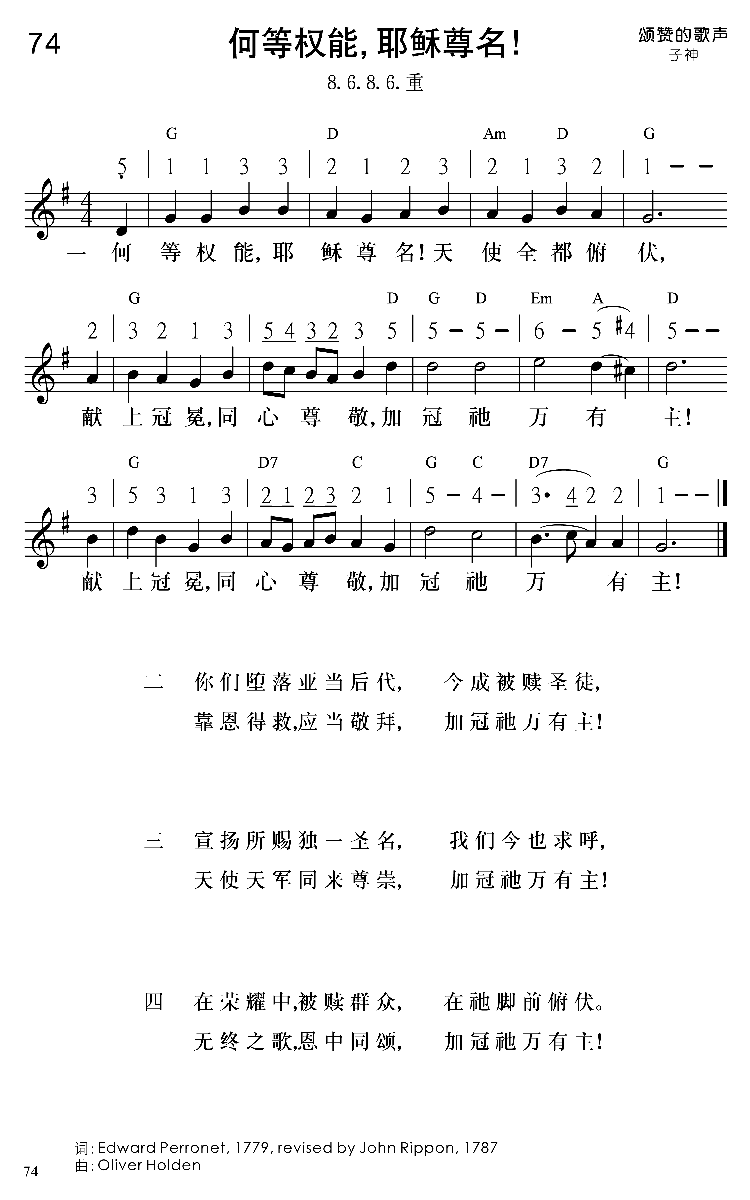 74
何等权能,耶稣尊名!
颂赞的歌声
子神
8.6.8.6.重
G D Am D G
5 | 1 1 3 3 | 2 1 2 3 | 2 1 3 2 | 1 - -
4
4
一 何 等 权 能,耶 稣 尊 名!天 使 全 都 俯 伏,
G D G D Em A D
2 | 3 2 1 3 | 5 4 3 2 3 5 | 5 - 5 - | 6 - 5 #4 | 5 - -
献 上 冠 冕,同 心 尊 敬,加 冠 祂 万 有 主!
G D7 C G C D7 G
3 | 5 3 1 3 | 2 1 2 3 2 1 | 5 - 4 - | 3· 4 2 2 | 1 - -
献 上 冠 冕,同 心 尊 敬,加 冠 祂 万 有 主!
二 你们堕落亚当后代, 今成被赎圣徒,
靠恩得救,应当敬拜, 加冠祂万有主!
三 宣扬所赐独一圣名, 我们今也求呼,
天使天军同来尊崇, 加冠祂万有主!
四 在荣耀中,被赎群众, 在祂脚前俯伏。
无终之歌,恩中同颂, 加冠祂万有主!
词: Edward Perronet, 1779, revised by John Rippon, 1787
曲: Oliver Holden
74